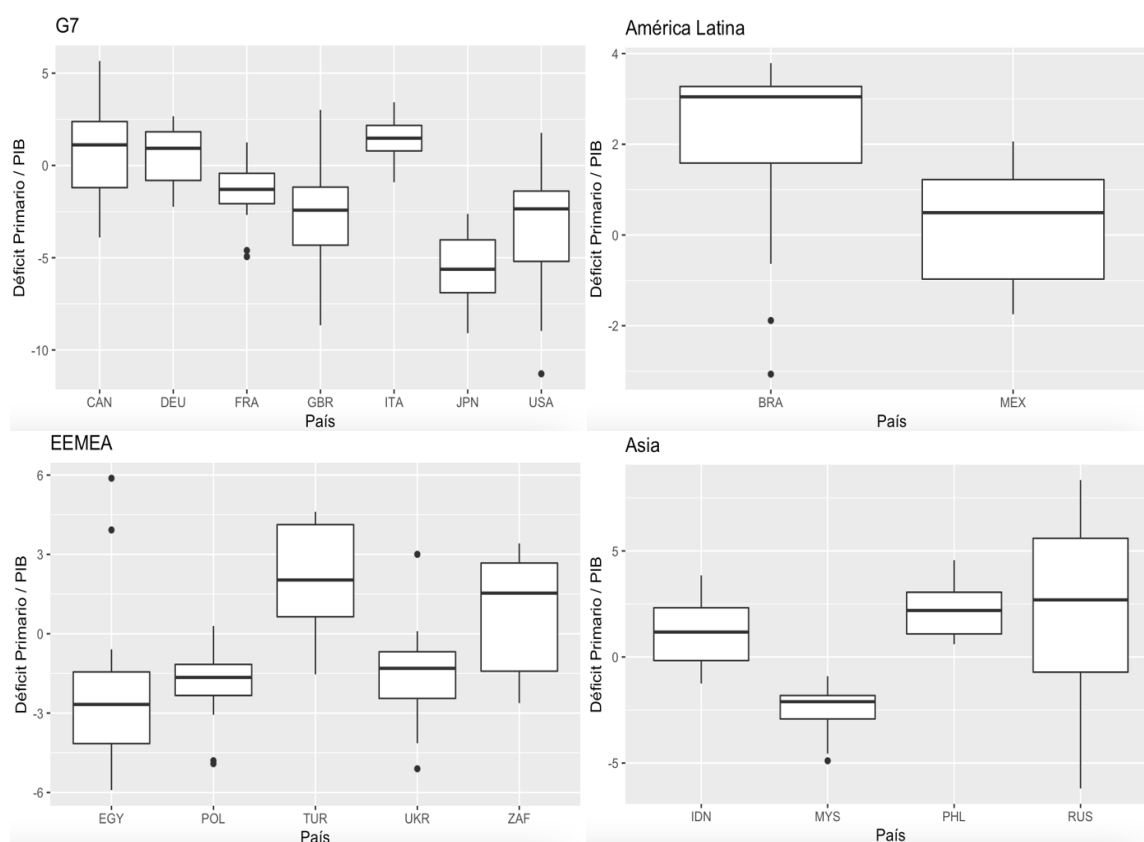 G7
Déficit Primario / PIB
5
0
-5
-10
CAN DEU FRA GBR ITA JPN USA
País
América Latina
Déficit Primario / PIB
4
2
0
-2
BRA MEX
País
EEMEA
Déficit Primario / PIB
6
3
0
-3
-6
EGY POL TUR UKR ZAF
País
Asia
Déficit Primario / PIB
5
0
-5
IDN MYS PHL RUS
País